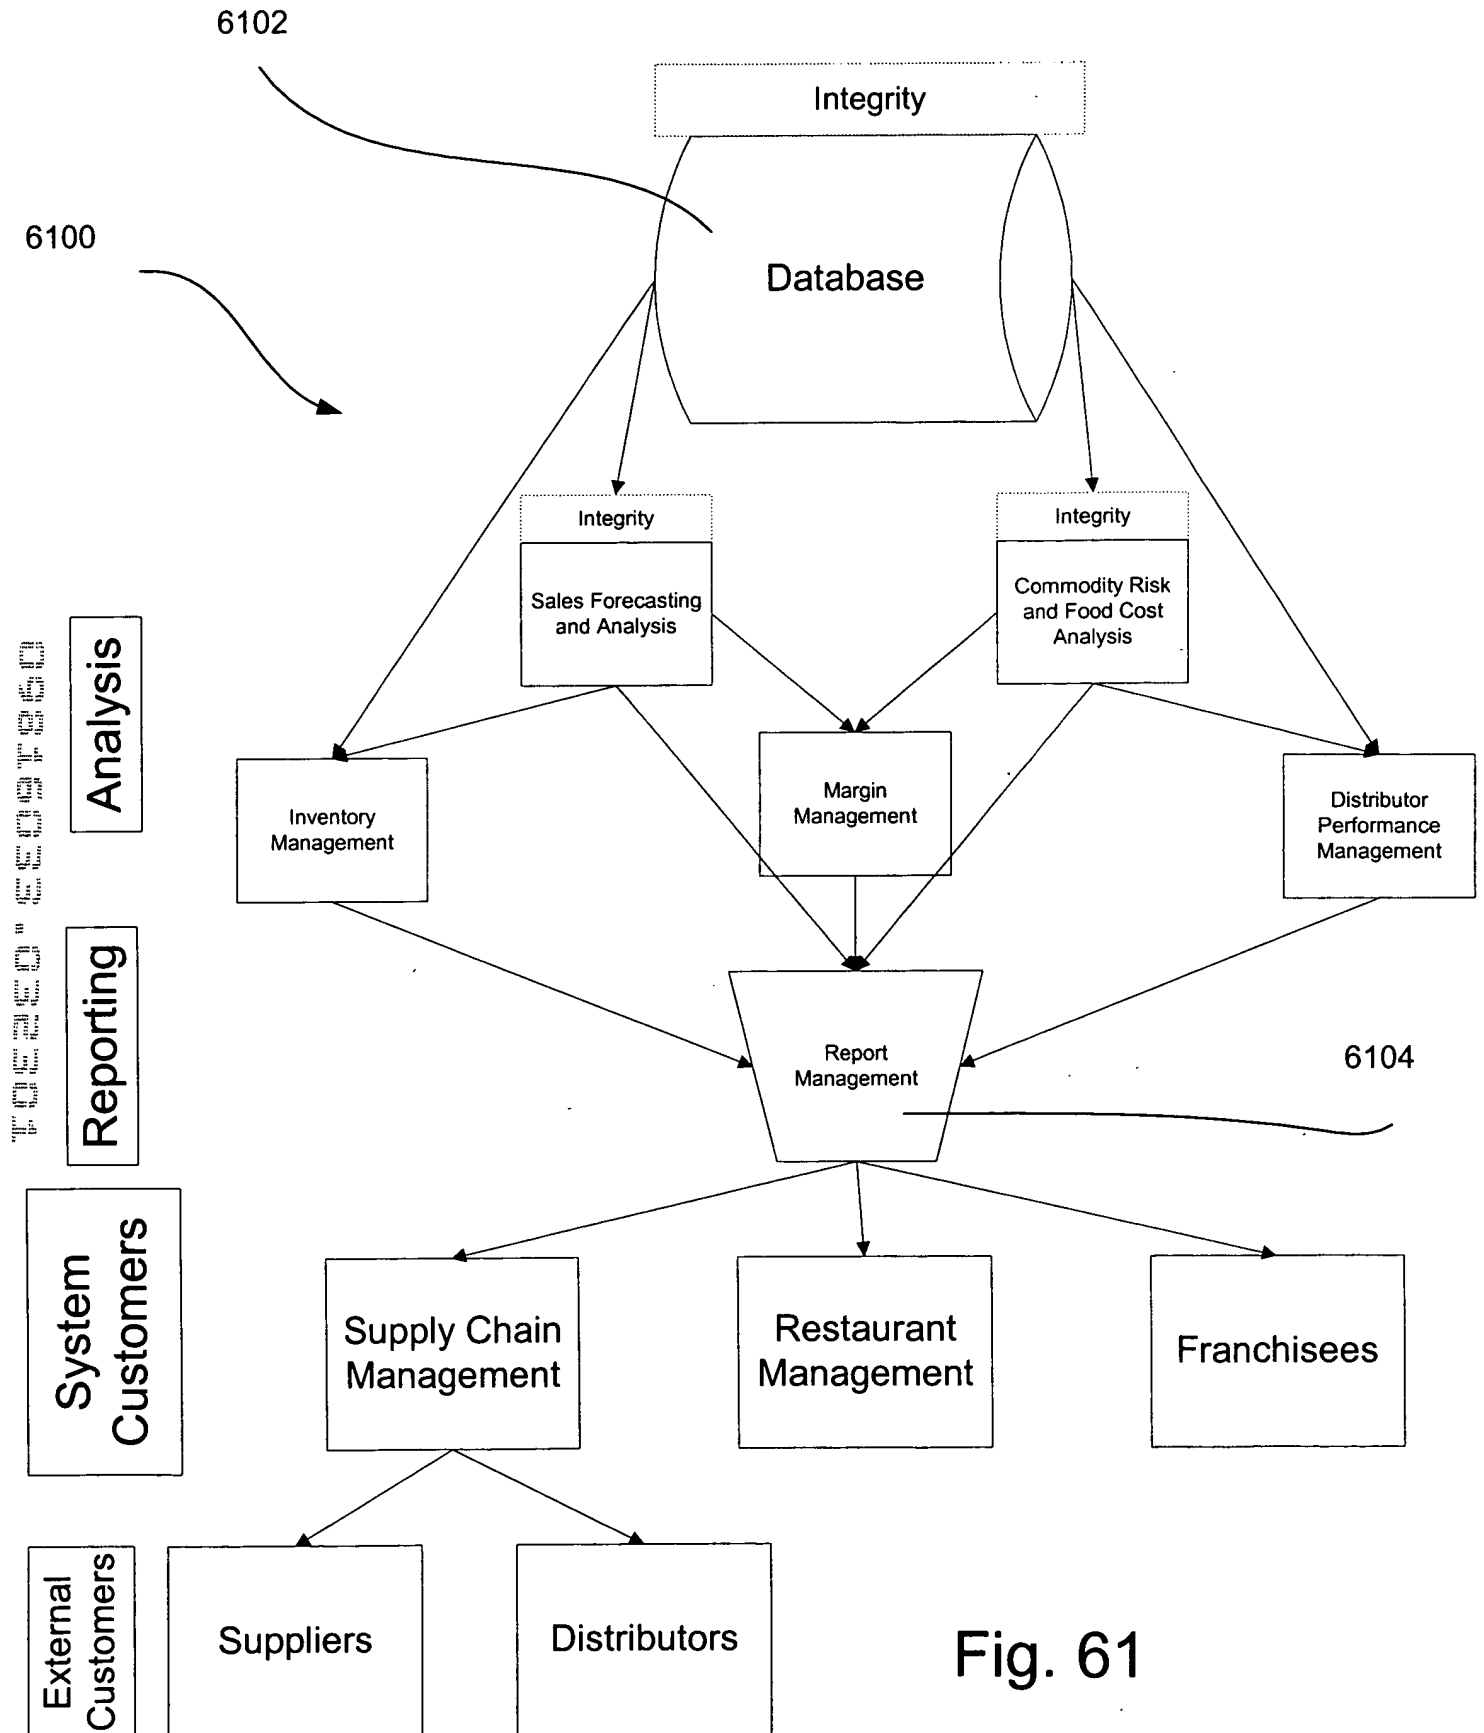 6102
Integrity
6100
Database
Integrity
Integrity
Sales Forecasting
and Analysis
Commodity Risk
and Food Cost
Analysis
Analysis
Inventory
Management
Margin
Management
Distributor
Performance
Management
Reporting
Report
Management
6104
System
Customers
Supply Chain
Management
Restaurant
Management
Franchisees
External
Customers
Suppliers
Distributors
Fig. 61
09816033.032301